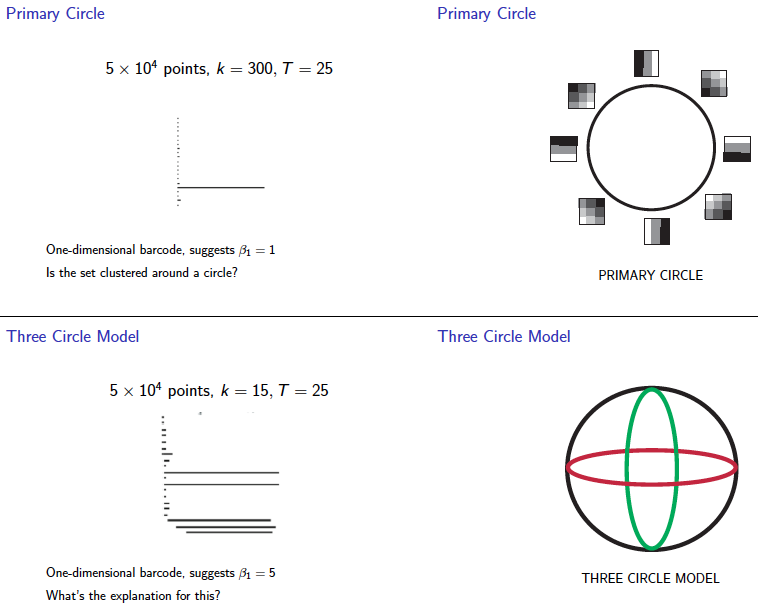 Primary Circle
5 × 10⁴ points, k = 300, T = 25
One-dimensional barcode, suggests β₁ = 1
Is the set clustered around a circle?
Primary Circle
PRIMARY CIRCLE
Three Circle Model
5 × 10⁴ points, k = 15, T = 25
One-dimensional barcode, suggests β₁ = 5
What's the explanation for this?
Three Circle Model
THREE CIRCLE MODEL